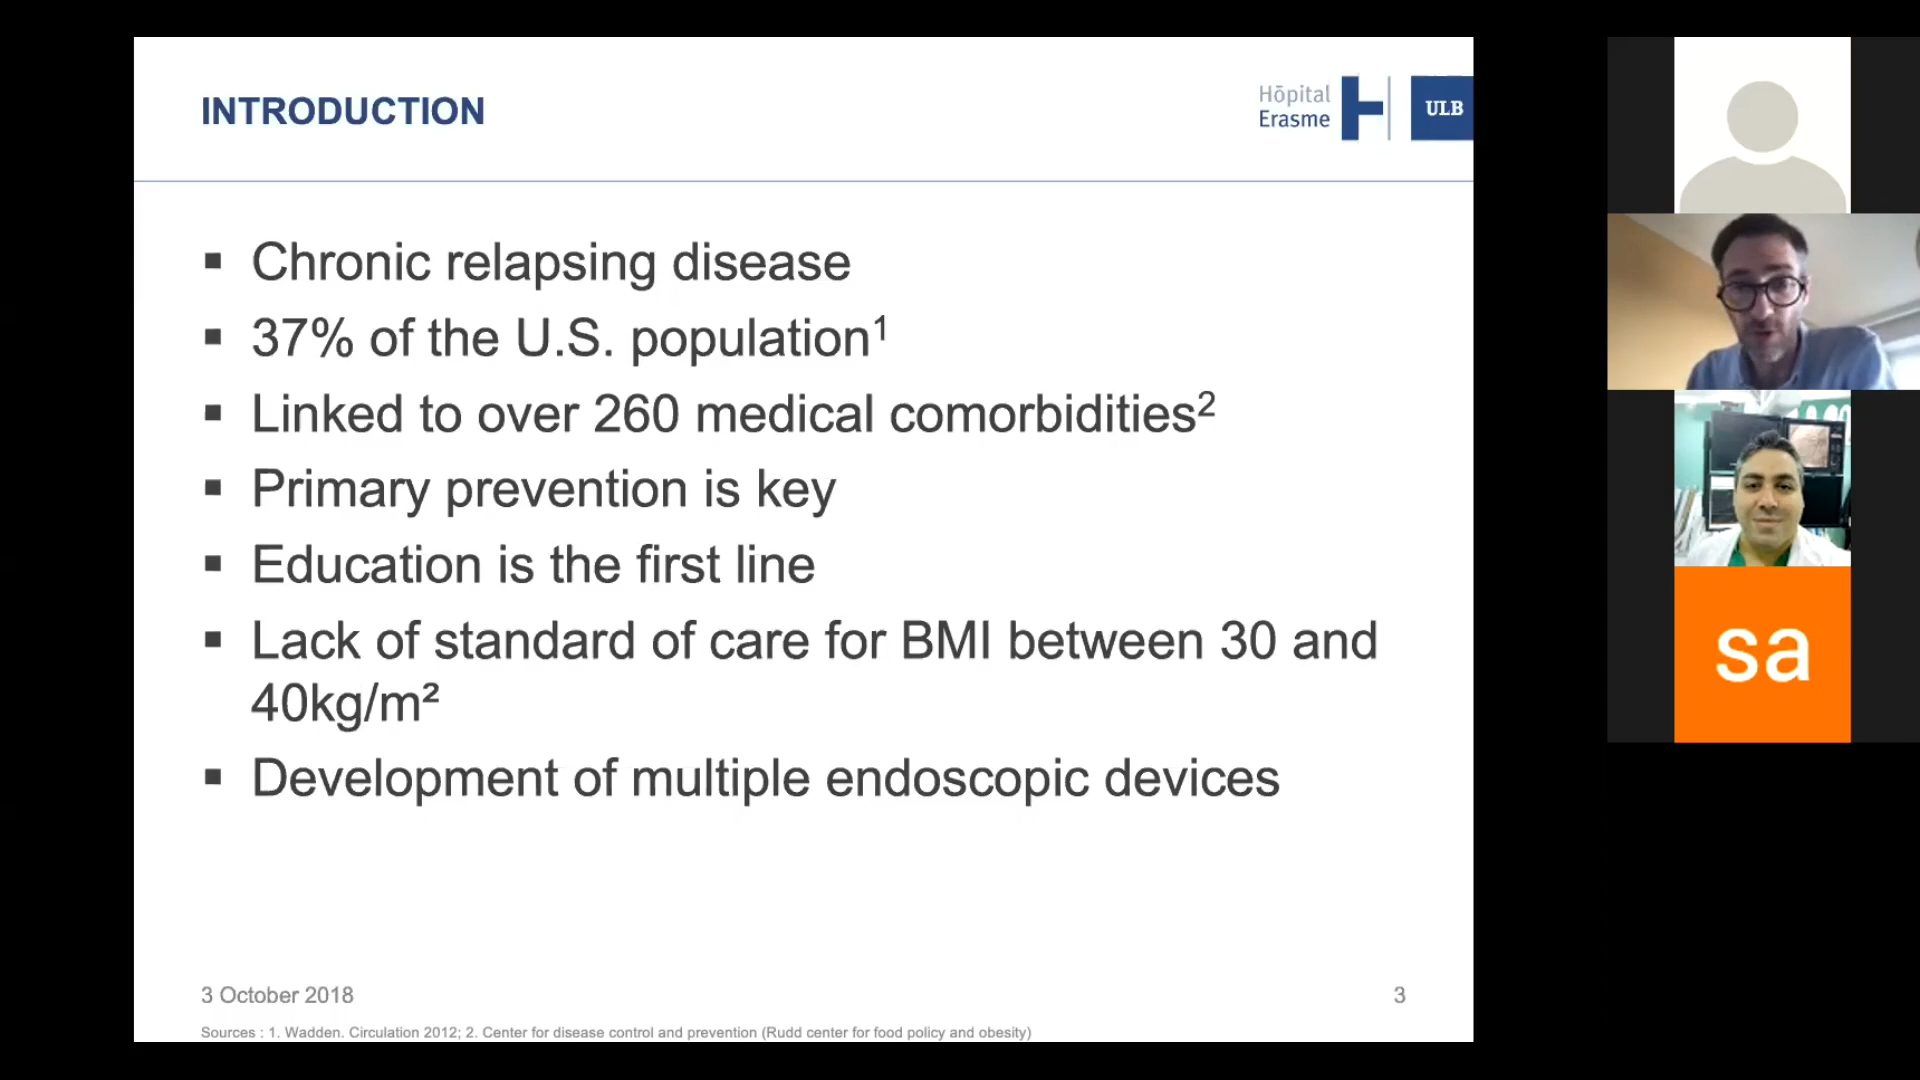 INTRODUCTION
Hôpital
Erasme
ULB
▪ Chronic relapsing disease
▪ 37% of the U.S. population¹
▪ Linked to over 260 medical comorbidities²
▪ Primary prevention is key
▪ Education is the first line
▪ Lack of standard of care for BMI between 30 and
40kg/m²
▪ Development of multiple endoscopic devices
3 October 2018
3
Sources : 1. Wadden. Circulation 2012; 2. Center for disease control and prevention (Rudd center for food policy and obesity)
sa